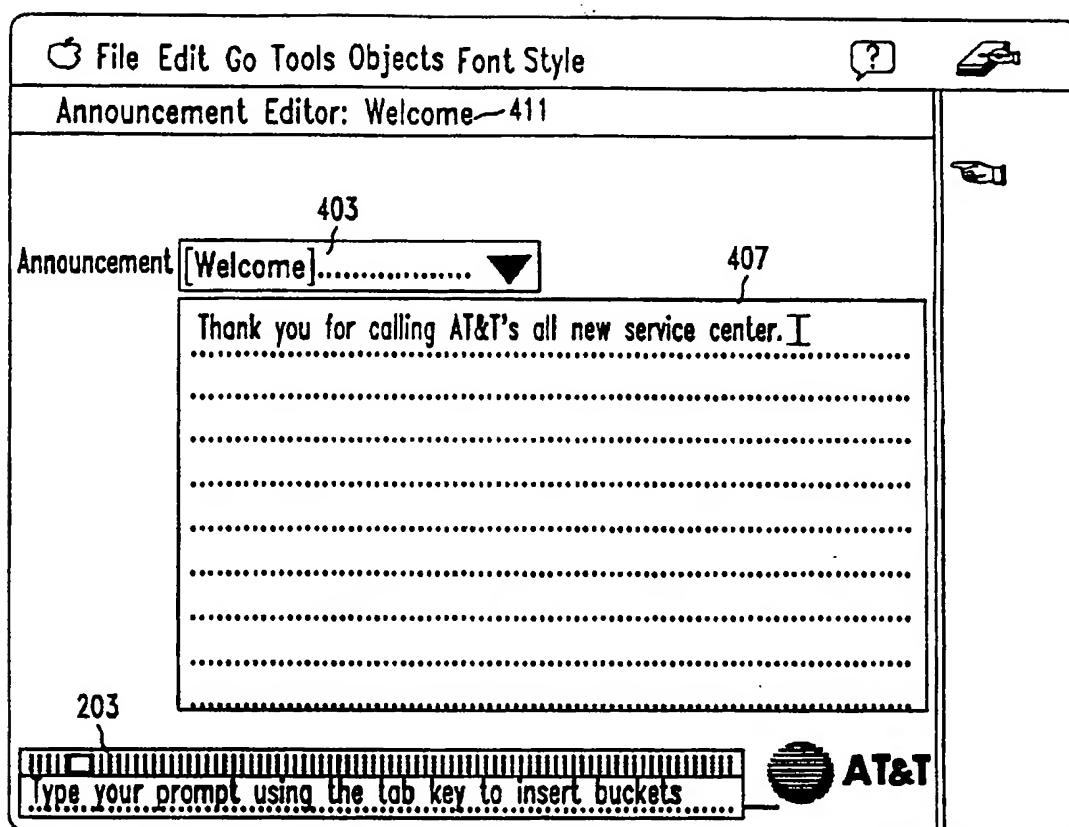 File Edit Go Tools Objects Font Style ?
Announcement Editor: Welcome 411
403
Announcement [Welcome]..................
407
Thank you for calling AT&T's all new service center.
203
Type your prompt using the tab key to insert buckets
AT&T